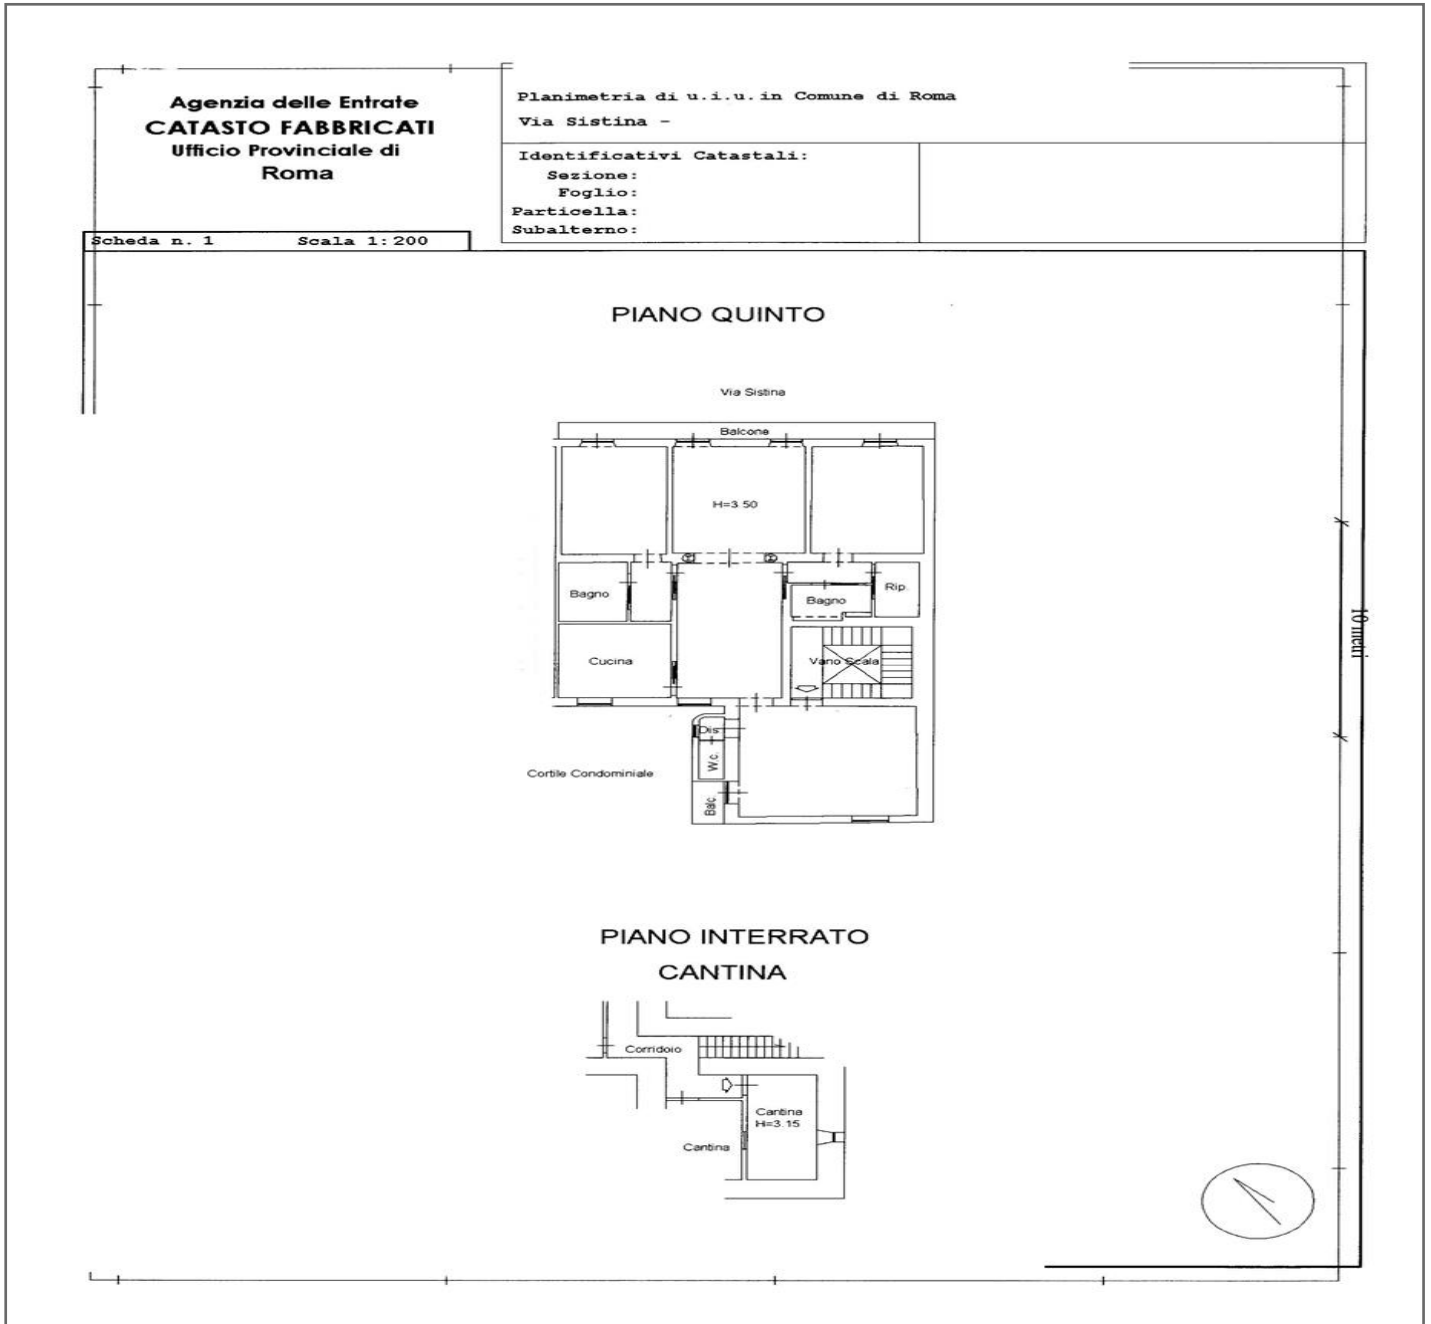 Agenzia delle Entrate
CATASTO FABBRICATI
Ufficio Provinciale di
Roma
Planimetria di u.i.u. in Comune di Roma
Via Sistina -
Identificativi Catastali:
Sezione:
Foglio:
Particella:
Subalterno:
Scheda n. 1 Scala 1:200
PIANO QUINTO
Via Sistina
Balcone
H=3.50
Bagno
Bagno
Rip.
Cucina
Vano Scala
10 metri
Dis
W.c.
Cortile Condominiale
Balc.
PIANO INTERRATO
CANTINA
Corridoio
Cantina
H=3.15
Cantina